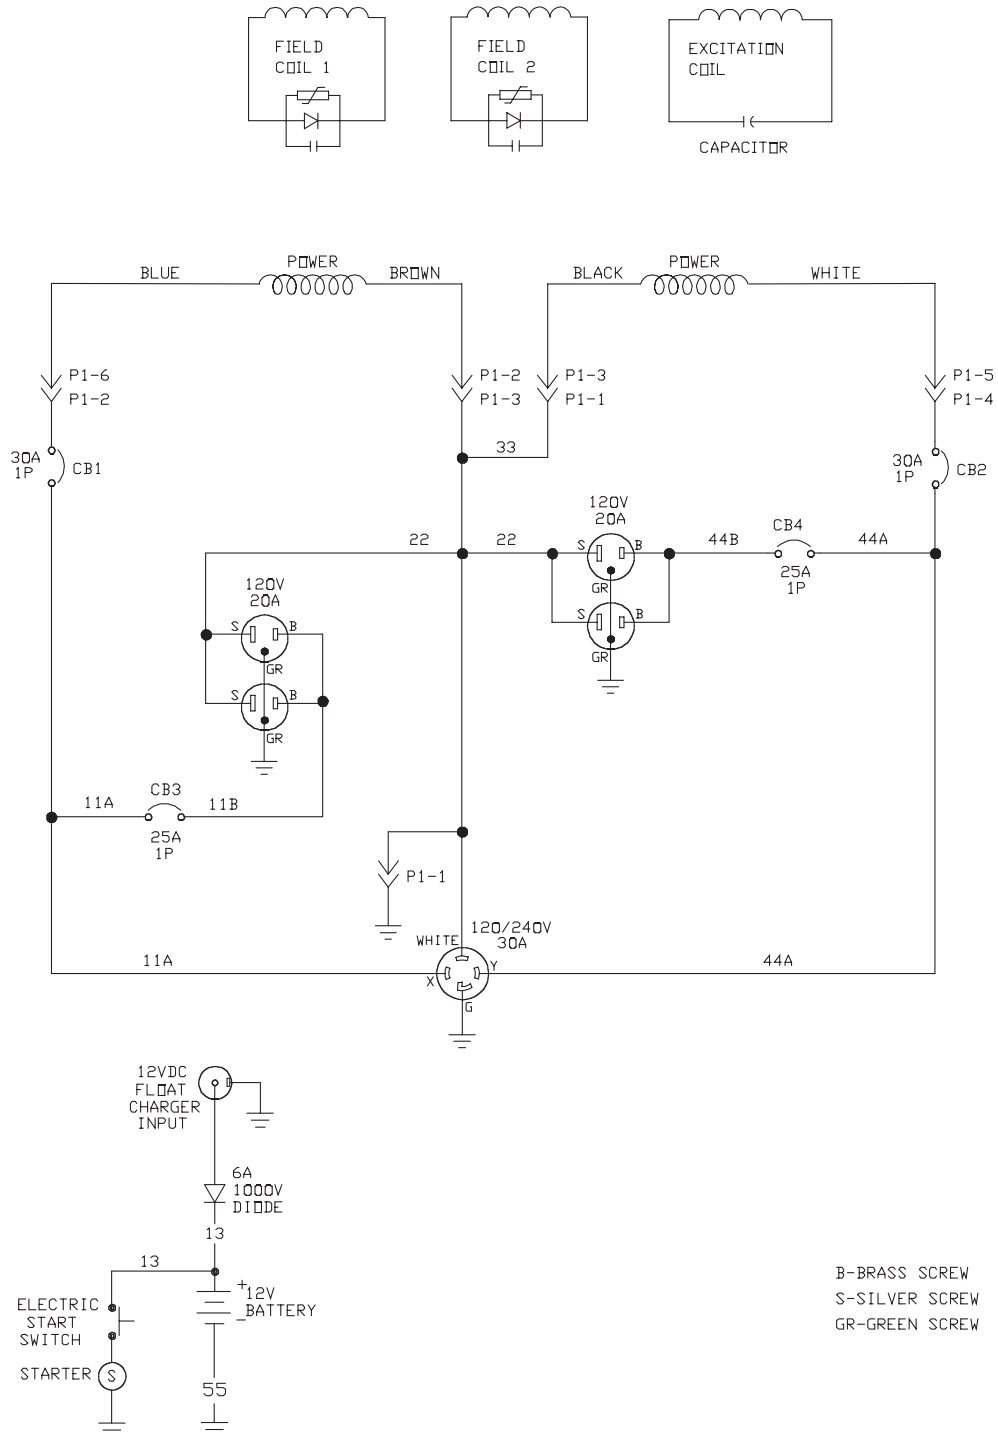 FIELD
COIL 1
FIELD
COIL 2
EXCITATION
COIL
CAPACITOR
BLUE
POWER
BROWN
BLACK
POWER
WHITE
P1-6
P1-2
P1-2
P1-3
P1-3
P1-1
P1-5
P1-4
33
30A
1P
CB1
30A
1P
CB2
120V
20A
22
22
S
B
44B
CB4
44A
25A
1P
GR
S
B
GR
120V
20A
S
B
GR
S
B
GR
11A
CB3
11B
25A
1P
P1-1
120/240V
30A
WHITE
11A
X
Y
44A
G
12VDC
FLOAT
CHARGER
INPUT
6A
1000V
DIODE
13
13
+
12V
BATTERY
-
ELECTRIC
START
SWITCH
STARTER
S
55
B-BRASS SCREW
S-SILVER SCREW
GR-GREEN SCREW